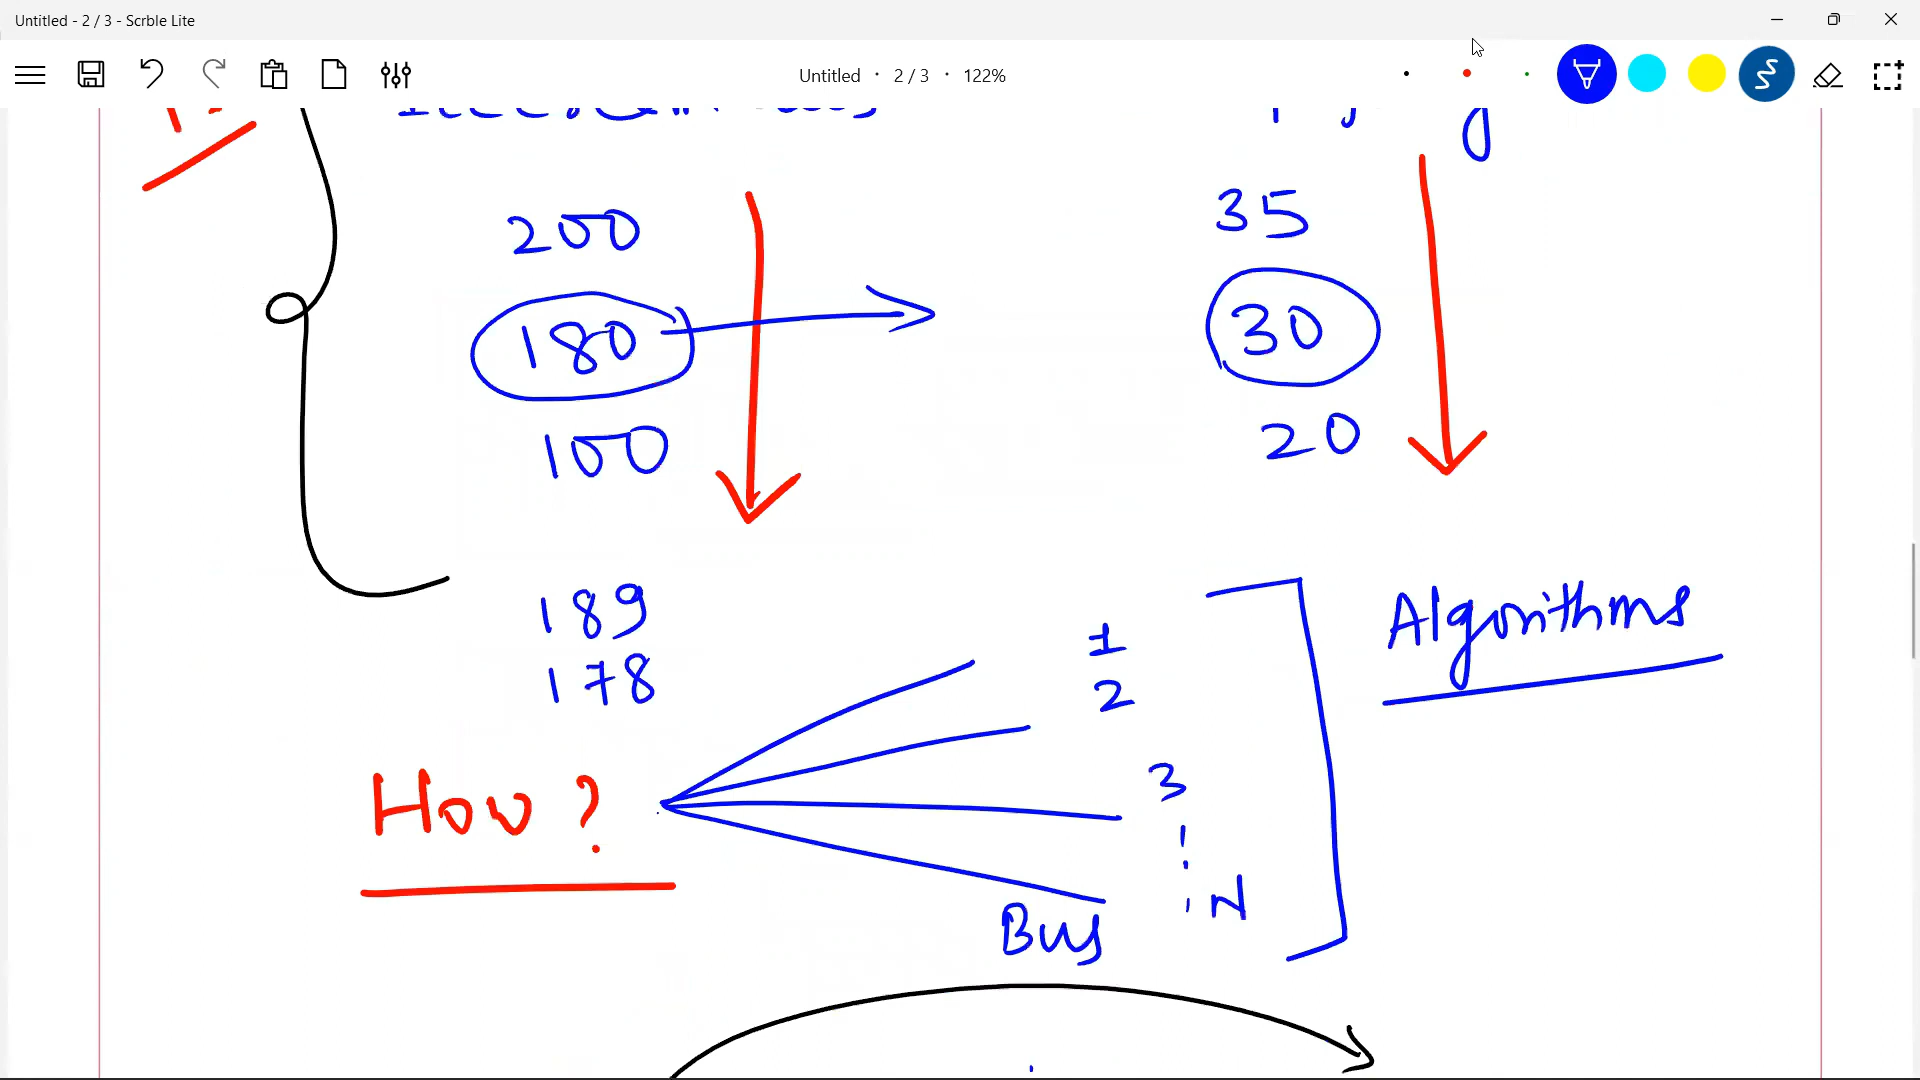 Untitled - 2 / 3 - Scrble Lite
Untitled • 2 / 3 • 122%
200
35
180
30
100
20
189
178
1
2
3
N
Algorithms
How ?
Bus